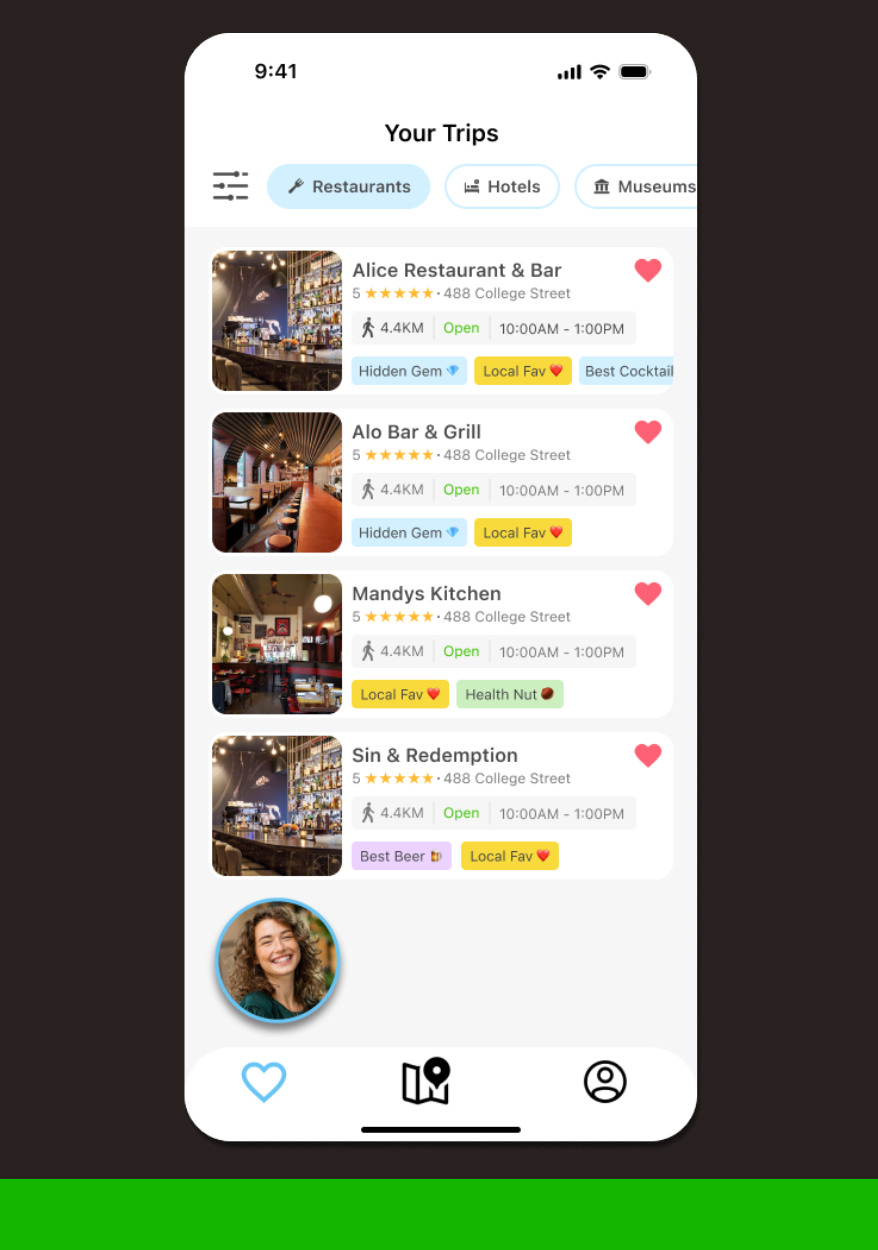 9:41
Your Trips
Restaurants Hotels Museums
Alice Restaurant & Bar
5 ★★★★★ · 488 College Street
4.4KM Open 10:00AM - 1:00PM
Hidden Gem 💎 Local Fav ❤️ Best Cocktail
Alo Bar & Grill
5 ★★★★★ · 488 College Street
4.4KM Open 10:00AM - 1:00PM
Hidden Gem 💎 Local Fav ❤️
Mandys Kitchen
5 ★★★★★ · 488 College Street
4.4KM Open 10:00AM - 1:00PM
Local Fav ❤️ Health Nut 🌰
Sin & Redemption
5 ★★★★★ · 488 College Street
4.4KM Open 10:00AM - 1:00PM
Best Beer 🍺 Local Fav ❤️